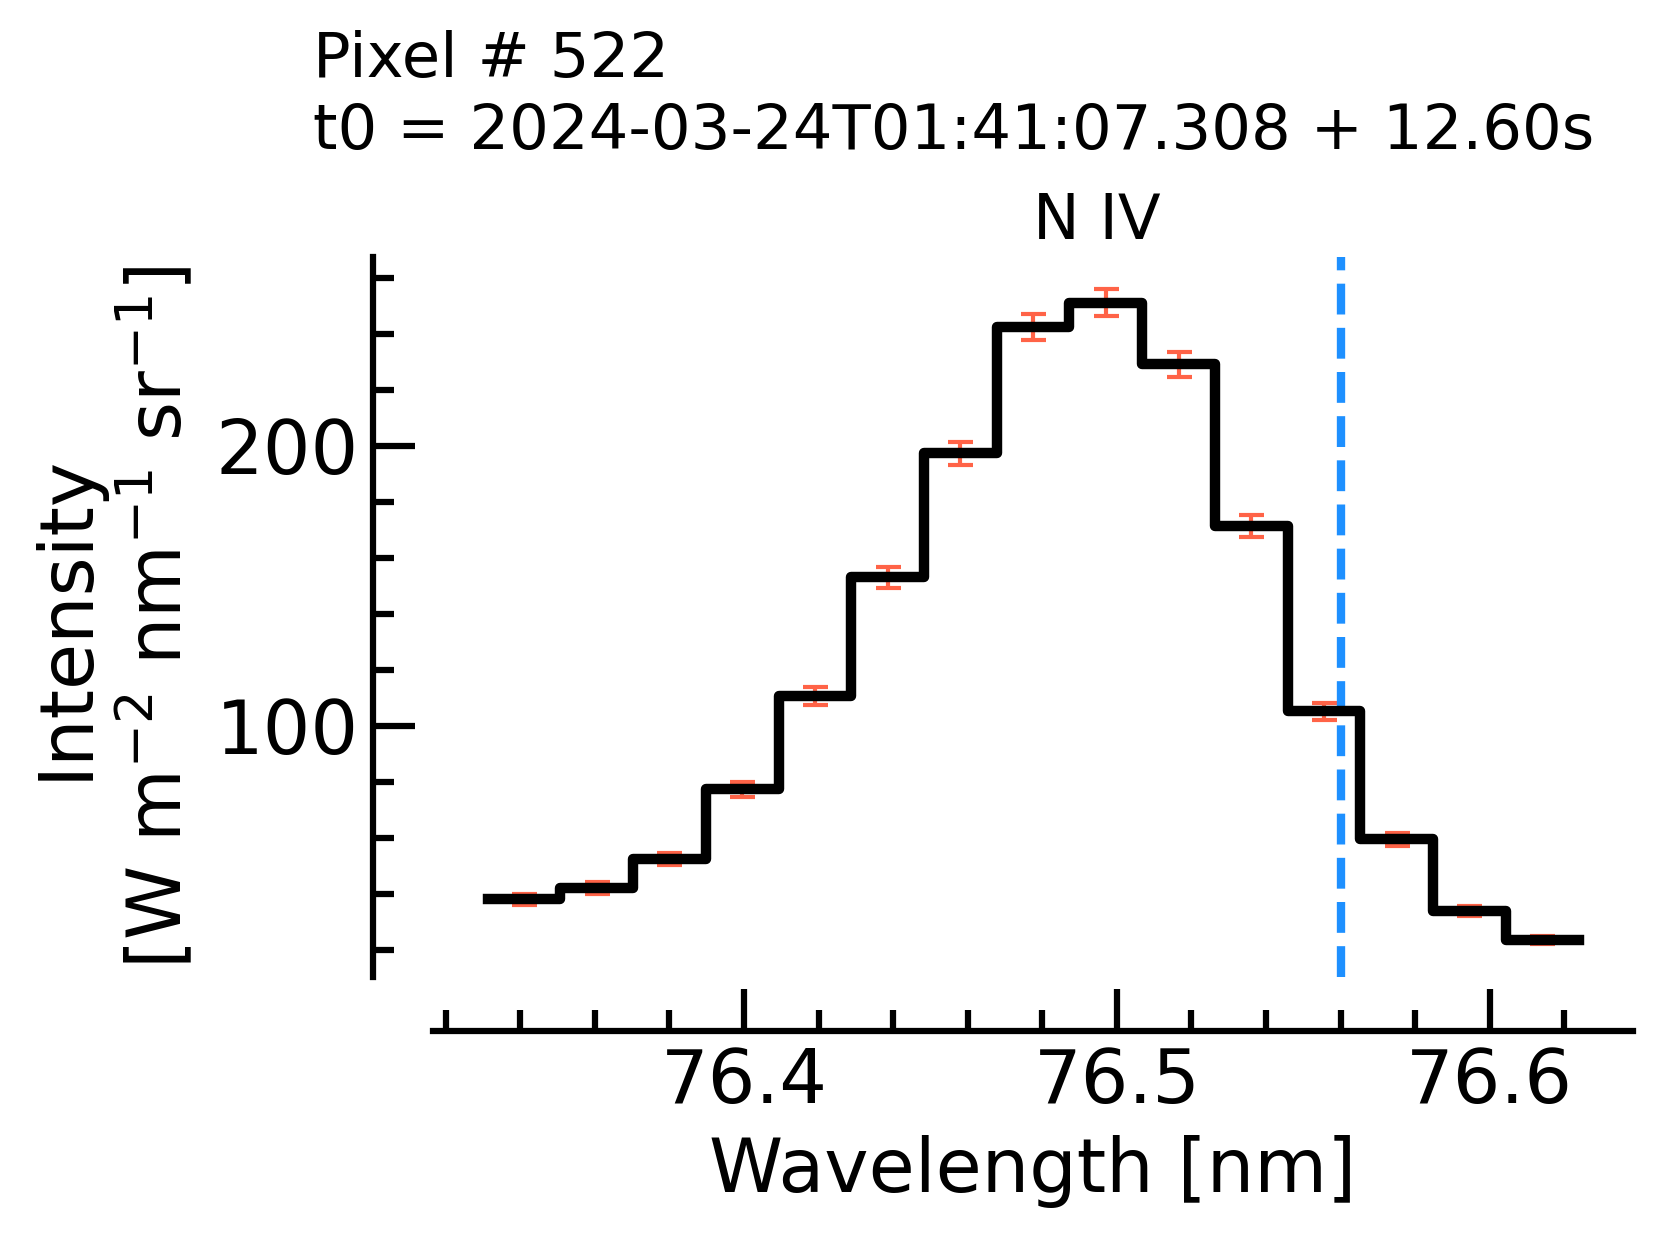 Pixel # 522
t0 = 2024-03-24T01:41:07.308 + 12.60s
N IV
Intensity
[W m⁻² nm⁻¹ sr⁻¹]
200
100
76.4 76.5 76.6
Wavelength [nm]